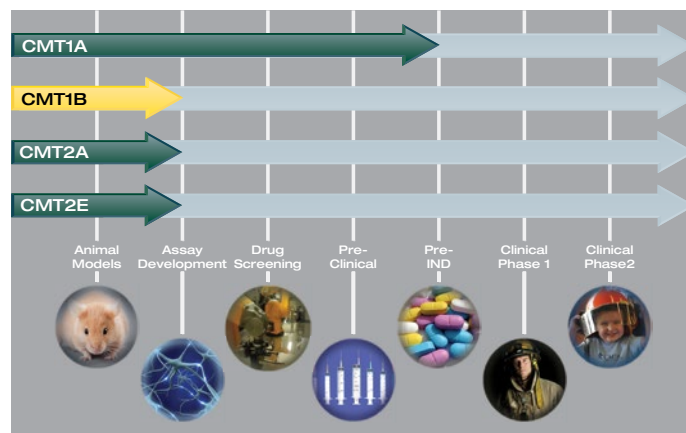 CMT1A
CMT1B
CMT2A
CMT2E
Animal
Models
Assay
Development
Drug
Screening
Pre-
Clinical
Pre-
IND
Clinical
Phase 1
Clinical
Phase2